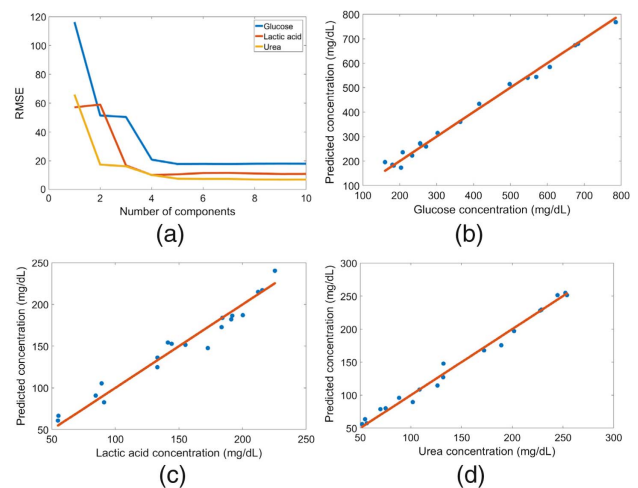 120
100
80
60
40
20
0
0 2 4 6 8 10
RMSE
Number of components
Glucose
Lactic acid
Urea
(a)
800
700
600
500
400
300
200
100
100 200 300 400 500 600 700 800
Predicted concentration (mg/dL)
Glucose concentration (mg/dL)
(b)
250
200
150
100
50
50 100 150 200 250
Predicted concentration (mg/dL)
Lactic acid concentration (mg/dL)
(c)
300
250
200
150
100
50
50 100 150 200 250 300
Predicted concentration (mg/dL)
Urea concentration (mg/dL)
(d)